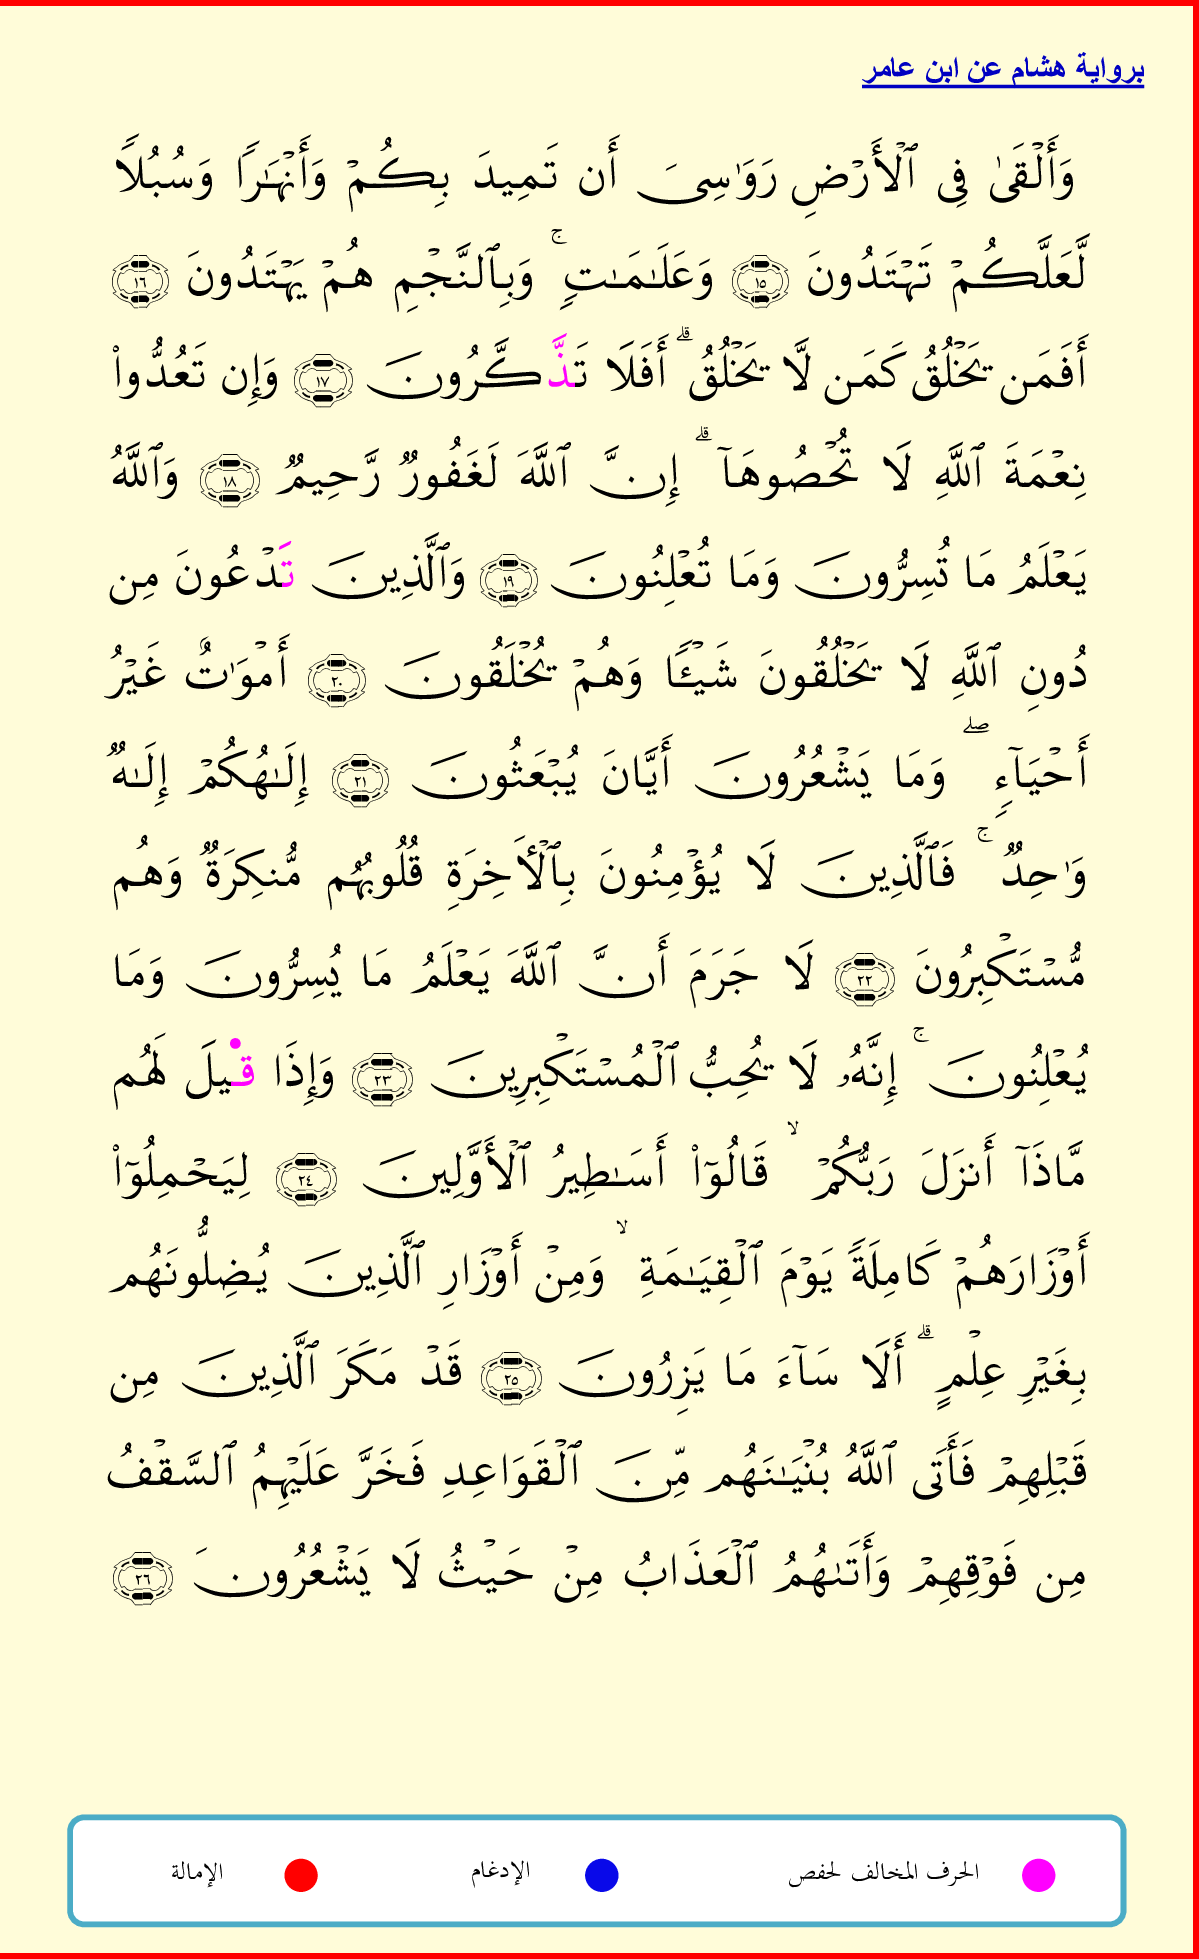 برواية هشام عن ابن عامر
وَأَلۡقَىٰ فِي ٱلۡأَرۡضِ رَوَٰسِيَ أَن تَمِيدَ بِكُمۡ وَأَنۡهَٰرٗا وَسُبُلٗا
لَّعَلَّكُمۡ تَهۡتَدُونَ ١٥ وَعَلَٰمَٰتٖۚ وَبِٱلنَّجۡمِ هُمۡ يَهۡتَدُونَ ١٦
أَفَمَن يَخۡلُقُ كَمَن لَّا يَخۡلُقُۗ أَفَلَا تَذَّكَّرُونَ ١٧ وَإِن تَعُدُّواْ
نِعۡمَةَ ٱللَّهِ لَا تُحۡصُوهَآۗ إِنَّ ٱللَّهَ لَغَفُورٞ رَّحِيمٞ ١٨ وَٱللَّهُ
يَعۡلَمُ مَا تُسِرُّونَ وَمَا تُعۡلِنُونَ ١٩ وَٱلَّذِينَ تَدۡعُونَ مِن
دُونِ ٱللَّهِ لَا يَخۡلُقُونَ شَيۡـٔٗا وَهُمۡ يُخۡلَقُونَ ٢٠ أَمۡوَٰتٌ غَيۡرُ
أَحۡيَآءٖۖ وَمَا يَشۡعُرُونَ أَيَّانَ يُبۡعَثُونَ ٢١ إِلَٰهُكُمۡ إِلَٰهٞ
وَٰحِدٞۚ فَٱلَّذِينَ لَا يُؤۡمِنُونَ بِٱلۡأٓخِرَةِ قُلُوبُهُم مُّنكِرَةٞ وَهُم
مُّسۡتَكۡبِرُونَ ٢٢ لَا جَرَمَ أَنَّ ٱللَّهَ يَعۡلَمُ مَا يُسِرُّونَ وَمَا
يُعۡلِنُونَۚ إِنَّهُۥ لَا يُحِبُّ ٱلۡمُسۡتَكۡبِرِينَ ٢٣ وَإِذَا ق۬يلَ لَهُم
مَّاذَآ أَنزَلَ رَبُّكُمۡۙ قَالُوٓاْ أَسَٰطِيرُ ٱلۡأَوَّلِينَ ٢٤ لِيَحۡمِلُوٓاْ
أَوۡزَارَهُمۡ كَامِلَةٗ يَوۡمَ ٱلۡقِيَٰمَةِۙ وَمِنۡ أَوۡزَارِ ٱلَّذِينَ يُضِلُّونَهُم
بِغَيۡرِ عِلۡمٍۗ أَلَا سَآءَ مَا يَزِرُونَ ٢٥ قَدۡ مَكَرَ ٱلَّذِينَ مِن
قَبۡلِهِمۡ فَأَتَى ٱللَّهُ بُنۡيَٰنَهُم مِّنَ ٱلۡقَوَاعِدِ فَخَرَّ عَلَيۡهِمُ ٱلسَّقۡفُ
مِن فَوۡقِهِمۡ وَأَتَىٰهُمُ ٱلۡعَذَابُ مِنۡ حَيۡثُ لَا يَشۡعُرُونَ ٢٦
الحرف المخالف لحفص الإدغام الإمالة